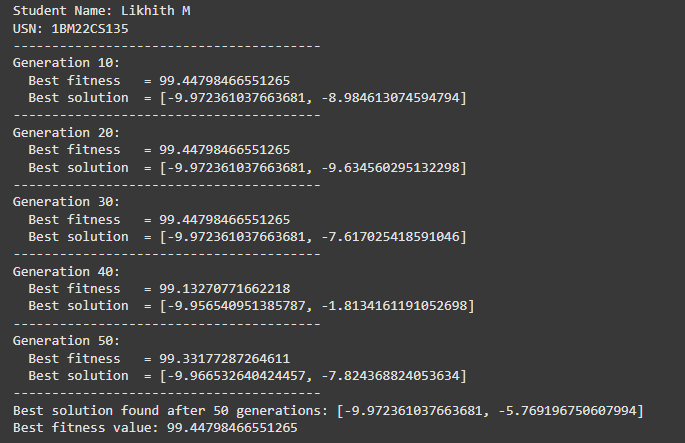 Student Name: Likhith M
USN: 1BM22CS135
----------------------------------------
Generation 10:
  Best fitness   = 99.44798466551265
  Best solution  = [-9.972361037663681, -8.984613074594794]
----------------------------------------
Generation 20:
  Best fitness   = 99.44798466551265
  Best solution  = [-9.972361037663681, -9.634560295132298]
----------------------------------------
Generation 30:
  Best fitness   = 99.44798466551265
  Best solution  = [-9.972361037663681, -7.617025418591046]
----------------------------------------
Generation 40:
  Best fitness   = 99.13270771662218
  Best solution  = [-9.956540951385787, -1.8134161191052698]
----------------------------------------
Generation 50:
  Best fitness   = 99.33177287264611
  Best solution  = [-9.966532640424457, -7.824368824053634]
----------------------------------------
Best solution found after 50 generations: [-9.972361037663681, -5.769196750607994]
Best fitness value: 99.44798466551265